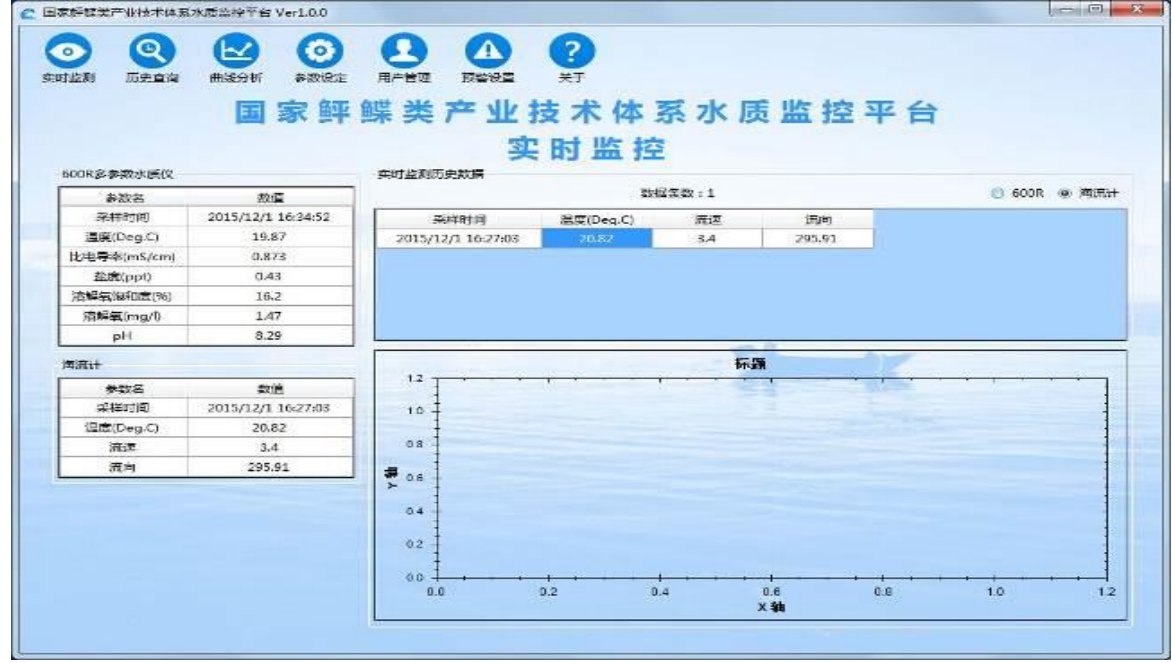 国家鲆鲽类产业技术体系水质监控平台 Ver1.0.0
实时监测 历史查询 曲线分析 参数设定 用户管理 预警设置 关于
国家鲆鲽类产业技术体系水质监控平台
实时监控
600R多参数水质仪
参数名 数值
采样时间 2015/12/1 16:34:52
温度(Deg.C) 19.87
比电导率(mS/cm) 0.873
盐度(ppt) 0.43
溶解氧饱和度(%) 16.2
溶解氧(mg/l) 1.47
pH 8.29
海流计
参数名 数值
采样时间 2015/12/1 16:27:03
温度(Deg.C) 20.82
流速 3.4
流向 295.91
实时监测历史数据
数据条数：1 600R 海流计
采样时间 温度(Deg.C) 流速 流向
2015/12/1 16:27:03 20.82 3.4 295.91
标题
1.2
1.0
0.8
0.6
0.4
0.2
0.0
Y 轴
0.0 0.2 0.4 0.6 0.8 1.0 1.2
X 轴